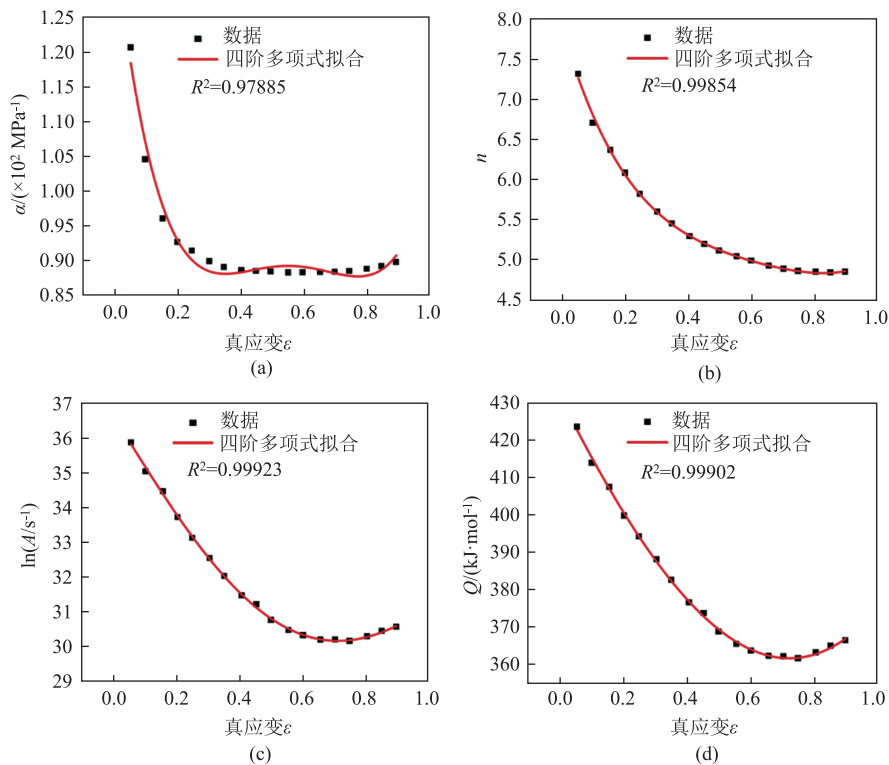 1.25
1.20
1.15
1.10
1.05
1.00
0.95
0.90
0.85
α/(×10² MPa⁻¹)
数据
四阶多项式拟合
R²=0.97885
0.0 0.2 0.4 0.6 0.8 1.0
真应变ε
(a)
8.0
7.5
7.0
6.0
6.0
5.5
5.0
4.5
n
数据
四阶多项式拟合
R²=0.99854
0.0 0.2 0.4 0.6 0.8 1.0
真应变ε
(b)
37
36
35
34
33
32
31
30
29
ln(A/s⁻¹)
数据
四阶多项式拟合
R²=0.99923
0.0 0.2 0.4 0.6 0.8 1.0
真应变ε
(c)
430
420
410
400
390
380
370
360
Q/(kJ·mol⁻¹)
数据
四阶多项式拟合
R²=0.99902
0.0 0.2 0.4 0.6 0.8 1.0
真应变ε
(d)